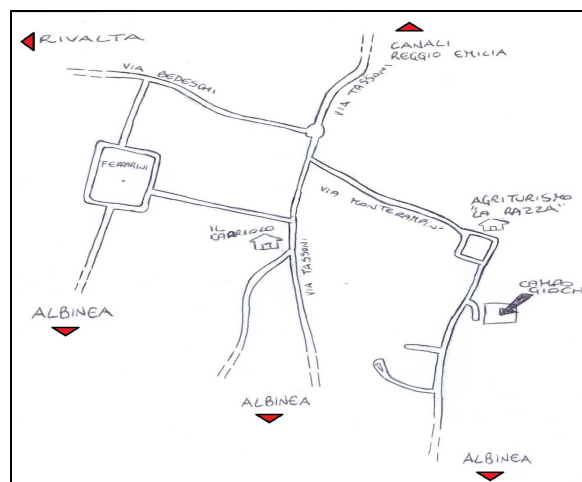 RIVALTA
CANALI
REGGIO EMILIA
VIA BEDESCHI
VIA TASSONI
FERRARINI
VIA MONTERAMPINO
AGRITURISMO
"LA RAZZA"
IL
CAPRIOLO
VIA TASSONI
CAMPO
GIOCHI
ALBINEA
ALBINEA
ALBINEA